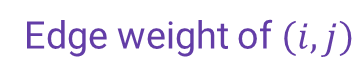 Edge weight of (i, j)